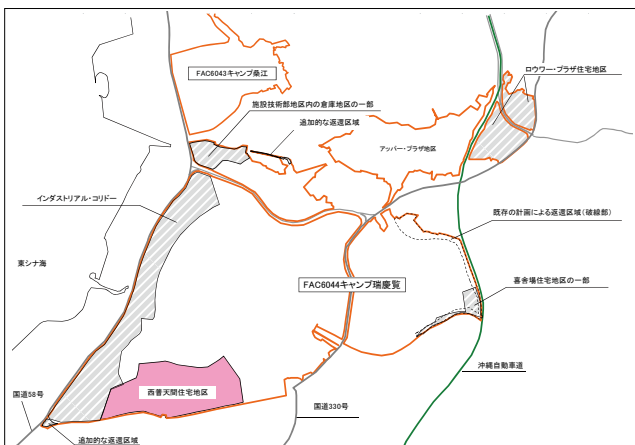 FAC6043キャンプ桑江
ロウワー・プラザ住宅地区
施設技術部地区内の倉庫地区の一部
追加的な返還区域
アッパー・プラザ地区
インダストリアル・コリドー
既存の計画による返還区域(破線部)
東シナ海
FAC6044キャンプ瑞慶覧
喜舎場住宅地区の一部
沖縄自動車道
西普天間住宅地区
国道58号
国道330号
追加的な返還区域